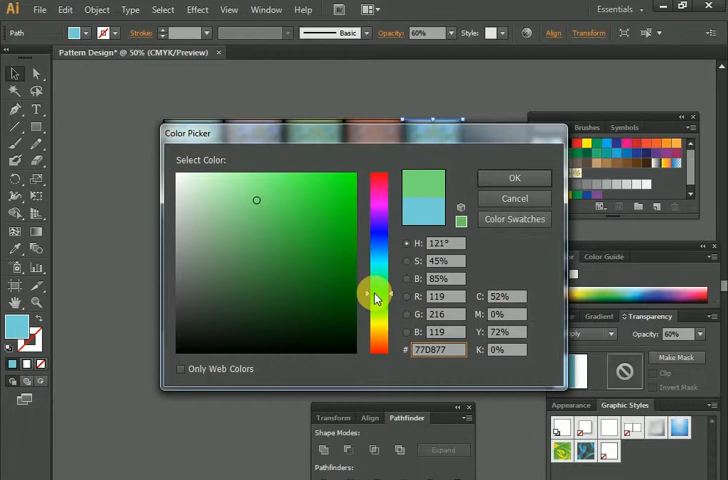 Ai File Edit Object Type Select Effect View Window Help Br Essentials
Path Stroke: Basic Opacity: 60% Style: Align Transform
Pattern Design* @ 50% (CMYK/Preview) ×
Brushes Symbols
Color Picker
Select Color:
OK
Cancel
Color Swatches
H: 121°
S: 45%
B: 85%
R: 119 C: 52%
G: 216 M: 0%
B: 119 Y: 72%
# 77D877 K: 0%
Only Web Colors
Color Guide
Gradient Transparency
Opacity: 60%
Make Mask
Clip
Invert Mask
Appearance Graphic Styles
Transform Align Pathfinder
Shape Modes:
Expand
Pathfinders: